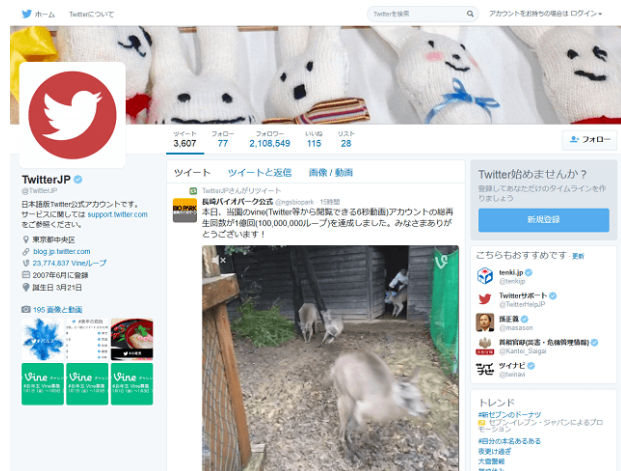 ホーム
Twitterについて
Twitterを検索
アカウントをお持ちの場合は ログイン
ツイート
3,607
フォロー
77
フォロワー
2,108,549
いいね
115
リスト
28
フォロー
TwitterJP
@TwitterJP
日本語版Twitter公式アカウントです。
サービスに関しては support.twitter.com
をご参照ください。
東京都中央区
blog.jp.twitter.com
23,774,837 Vineループ
2007年6月に登録
誕生日 3月21日
195 画像と動画
ツイート
ツイートと返信
画像 / 動画
TwitterJPさんがリツイート
BIO PARK
長崎バイオパーク公式 @ngsbiopark · 15時間
本日、当園のvine(Twitter等から閲覧できる6秒動画)アカウントの総再
生回数が1億回(100,000,000ループ)を達成しました。みなさまありが
とうございます！
Twitter始めませんか？
登録してあなただけのタイムラインを作
りましょう
新規登録
こちらもおすすめです · 更新
tenki.jp
@tenkijp
Twitterサポート
@TwitterHelpJP
孫正義
@masason
首相官邸(災害・危機管理情報)
@Kantei_Saigai
ツイナビ
@twinavi
トレンド
#新セブンのドーナツ
セブン‐イレブン・ジャパンによるプロ
モーション
#自分の本名あるある
夜更け過ぎ
大雪警報
Vine
Vine
Vine